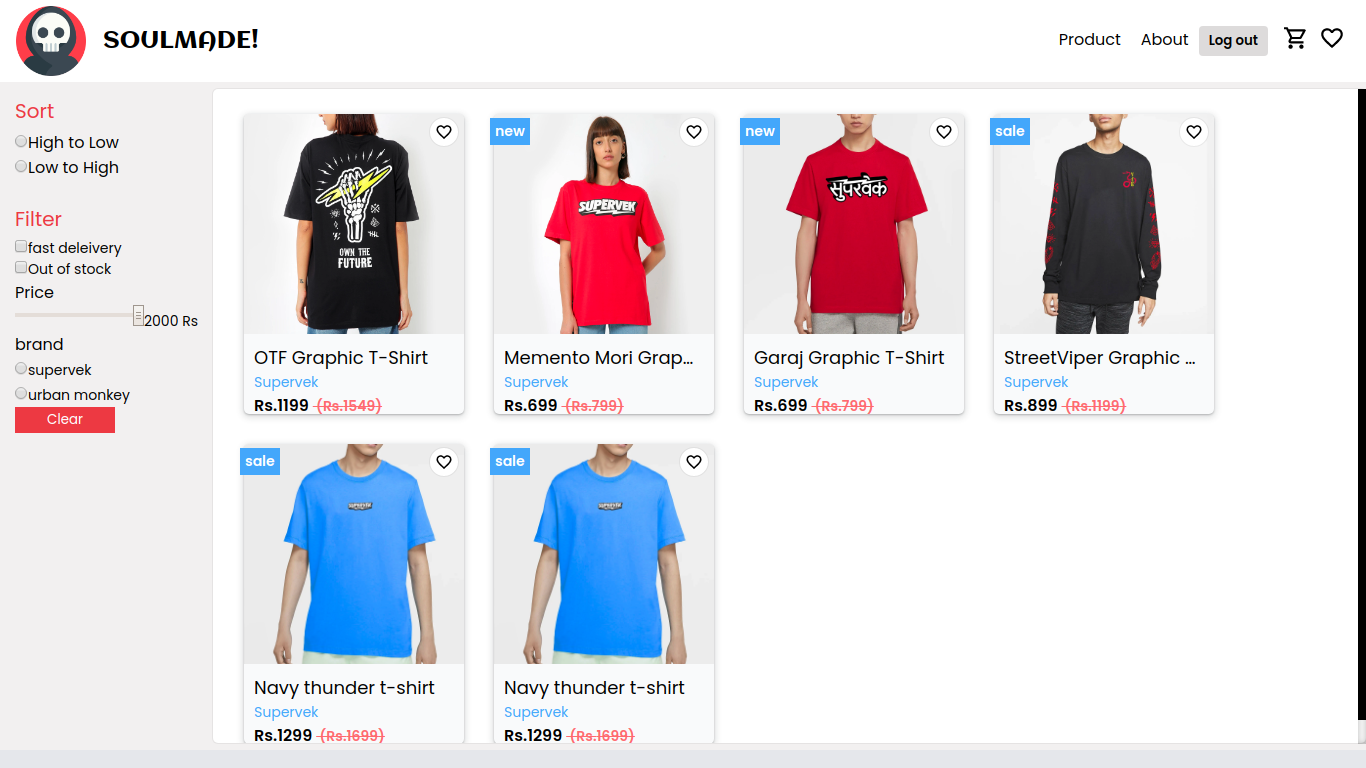 SOULMADE!
Product
About
Log out
Sort
High to Low
Low to High
Filter
fast deleivery
Out of stock
Price
2000 Rs
brand
supervek
urban monkey
Clear
OWN THE
FUTURE
OTF Graphic T-Shirt
Supervek
Rs.1199 (Rs.1549)
new
SUPERVEK
Memento Mori Grap...
Supervek
Rs.699 (Rs.799)
new
सुपरवेक
Garaj Graphic T-Shirt
Supervek
Rs.699 (Rs.799)
sale
StreetViper Graphic ...
Supervek
Rs.899 (Rs.1199)
sale
SUPERVEK
Navy thunder t-shirt
Supervek
Rs.1299 (Rs.1699)
sale
SUPERVEK
Navy thunder t-shirt
Supervek
Rs.1299 (Rs.1699)